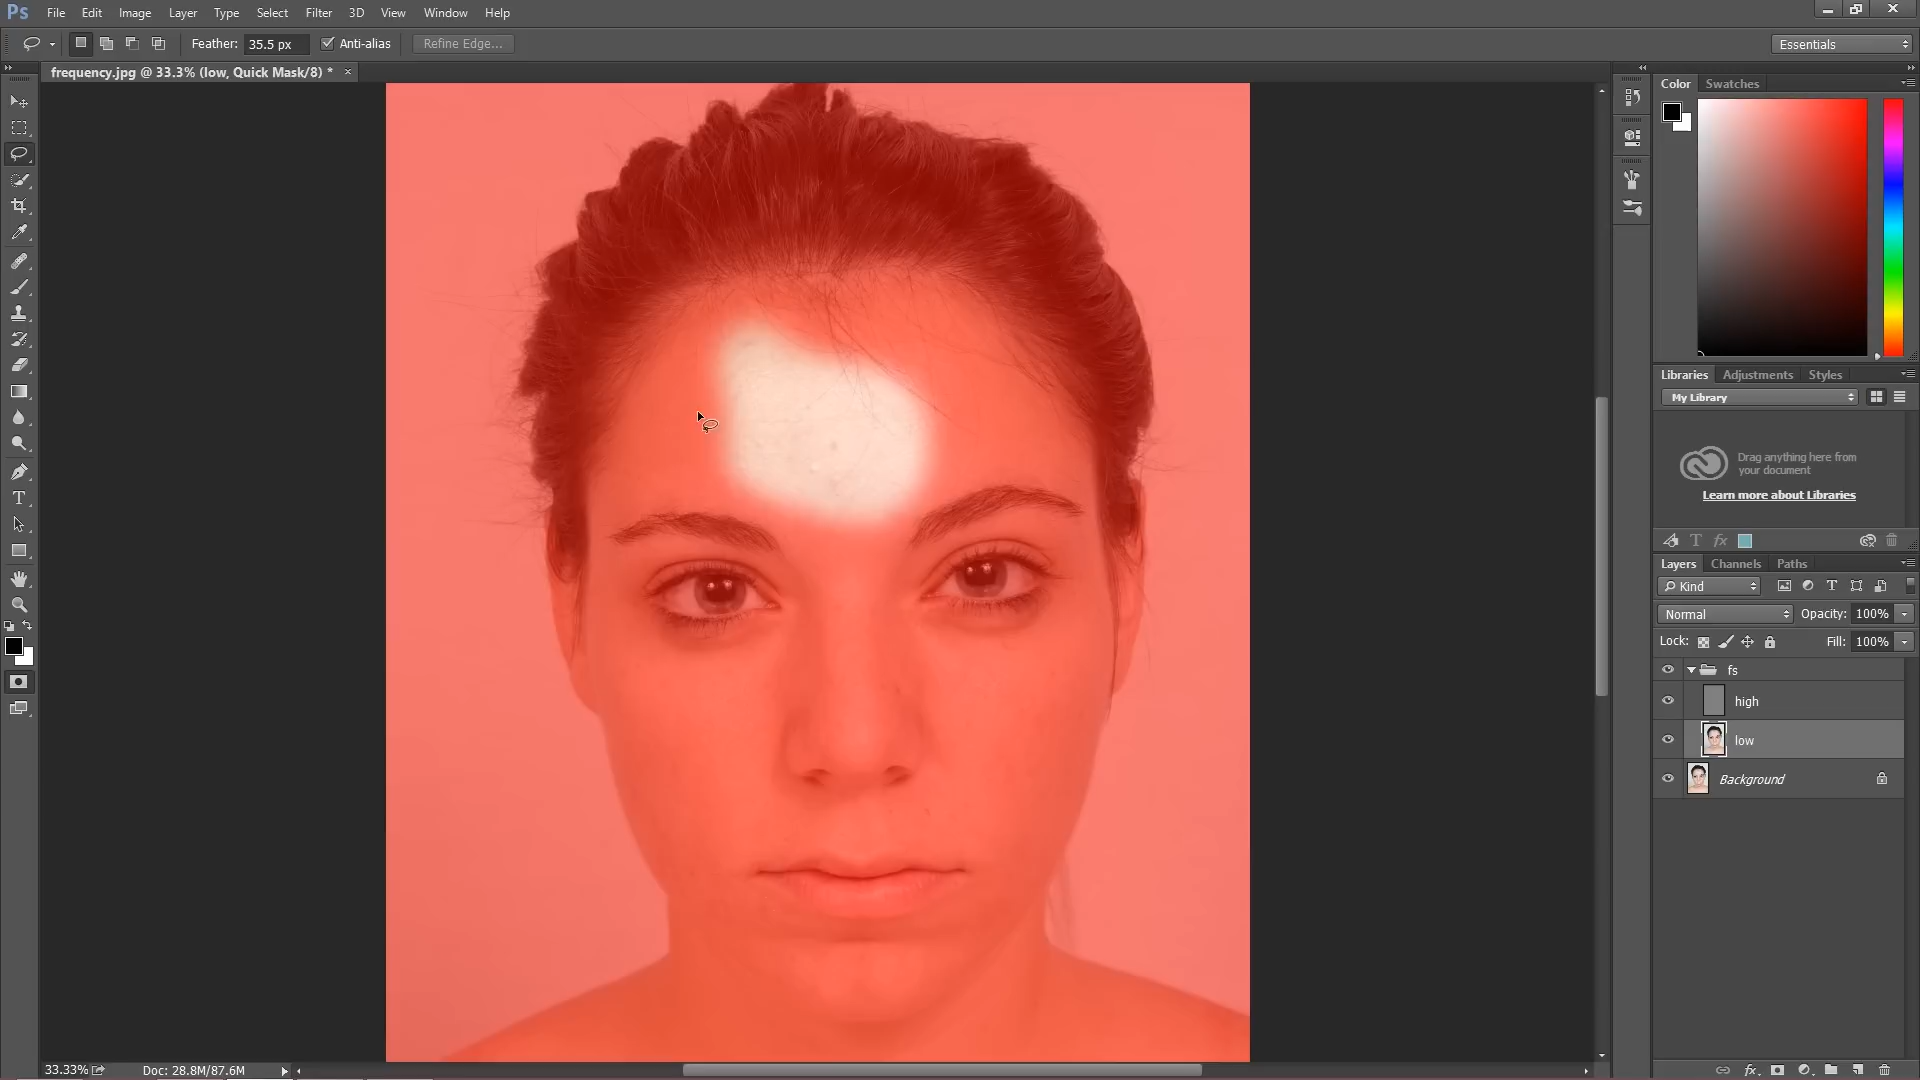 Ps File Edit Image Layer Type Select Filter 3D View Window Help
Feather: 35.5 px Anti-alias Refine Edge... Essentials
frequency.jpg @ 33.3% (low, Quick Mask/8) * ×
Color Swatches
Libraries Adjustments Styles
My Library
Drag anything here from
your document
Learn more about Libraries
Layers Channels Paths
Kind
Normal Opacity: 100%
Lock: Fill: 100%
fs
high
low
Background
33.33% Doc: 28.8M/87.6M